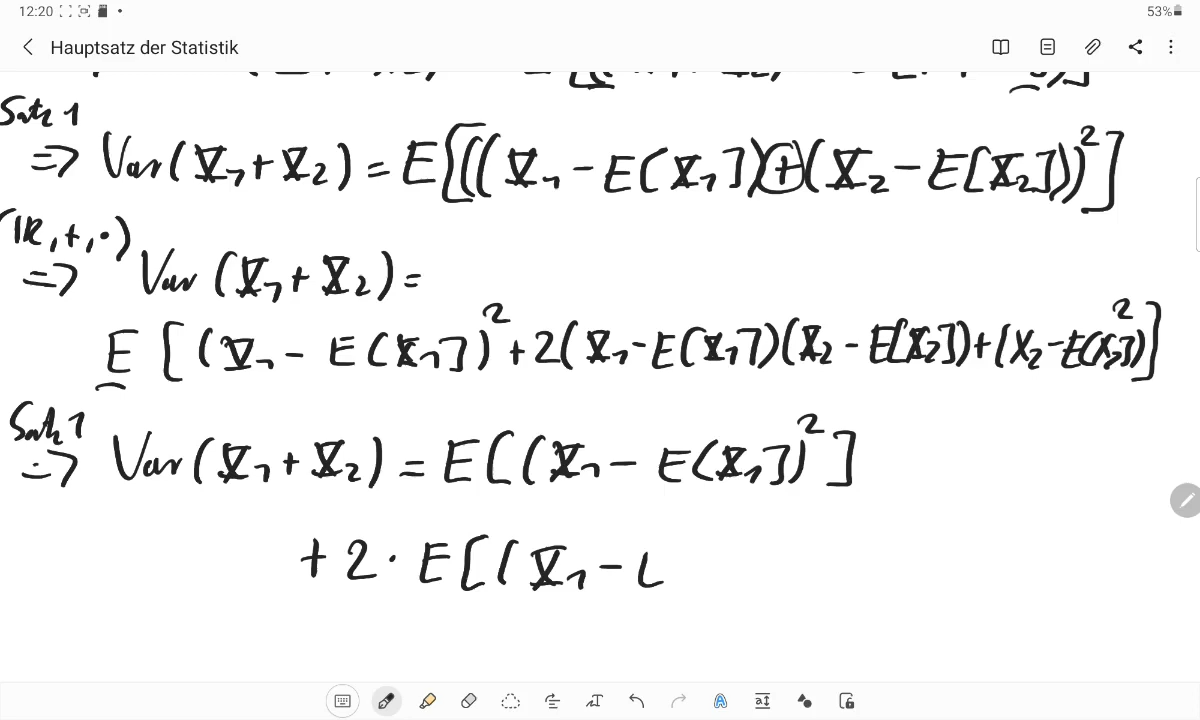 12:20
53%
Hauptsatz der Statistik
Satz 1
=> Var(X₁+X₂) = E[((X₁-E[X₁])+(X₂-E[X₂]))²]
(ℝ,+,·)
=> Var(X₁+X₂) =
E[(X₁-E[X₁])²+2(X₁-E[X₁])(X₂-E[X₂])+(X₂-E[X₂])²]
Satz 1
=> Var(X₁+X₂) = E[(X₁-E[X₁])²]
+2·E[(X₁-